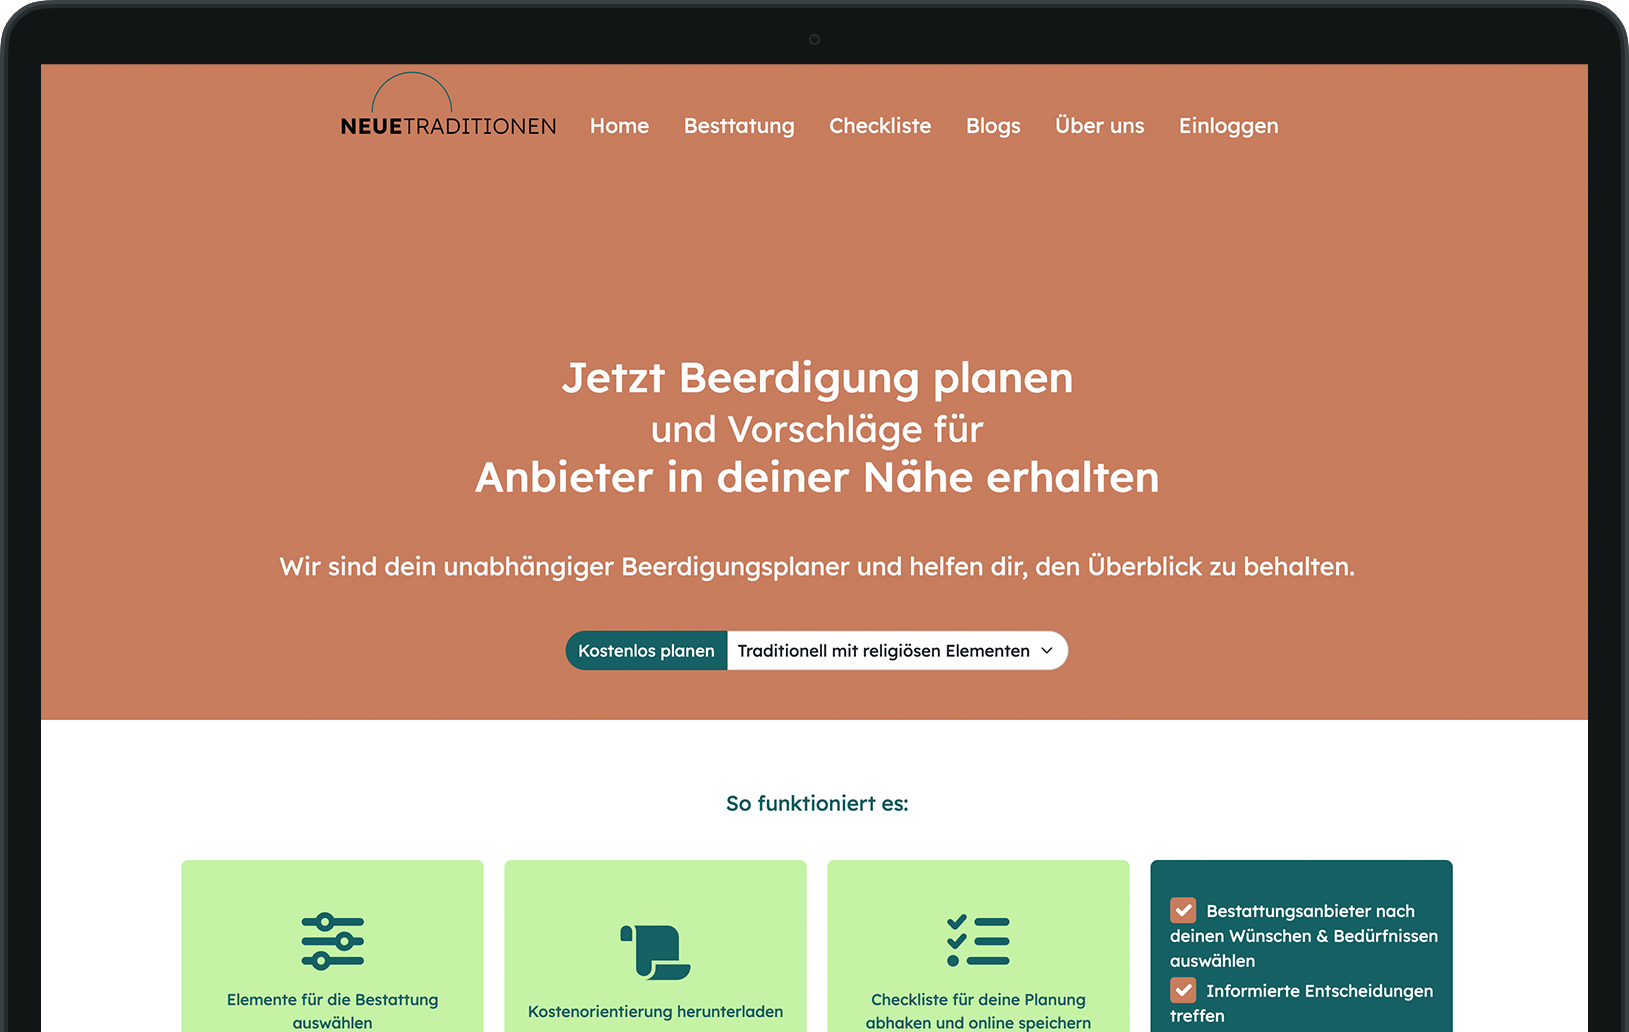 NEUETRADITIONEN Home Besttatung Checkliste Blogs Über uns Einloggen
Jetzt Beerdigung planen
und Vorschläge für
Anbieter in deiner Nähe erhalten
Wir sind dein unabhängiger Beerdigungsplaner und helfen dir, den Überblick zu behalten.
Kostenlos planen Traditionell mit religiösen Elementen
So funktioniert es:
Elemente für die Bestattung
auswählen
Kostenorientierung herunterladen
Checkliste für deine Planung
abhaken und online speichern
Bestattungsanbieter nach
deinen Wünschen & Bedürfnissen
auswählen
Informierte Entscheidungen
treffen